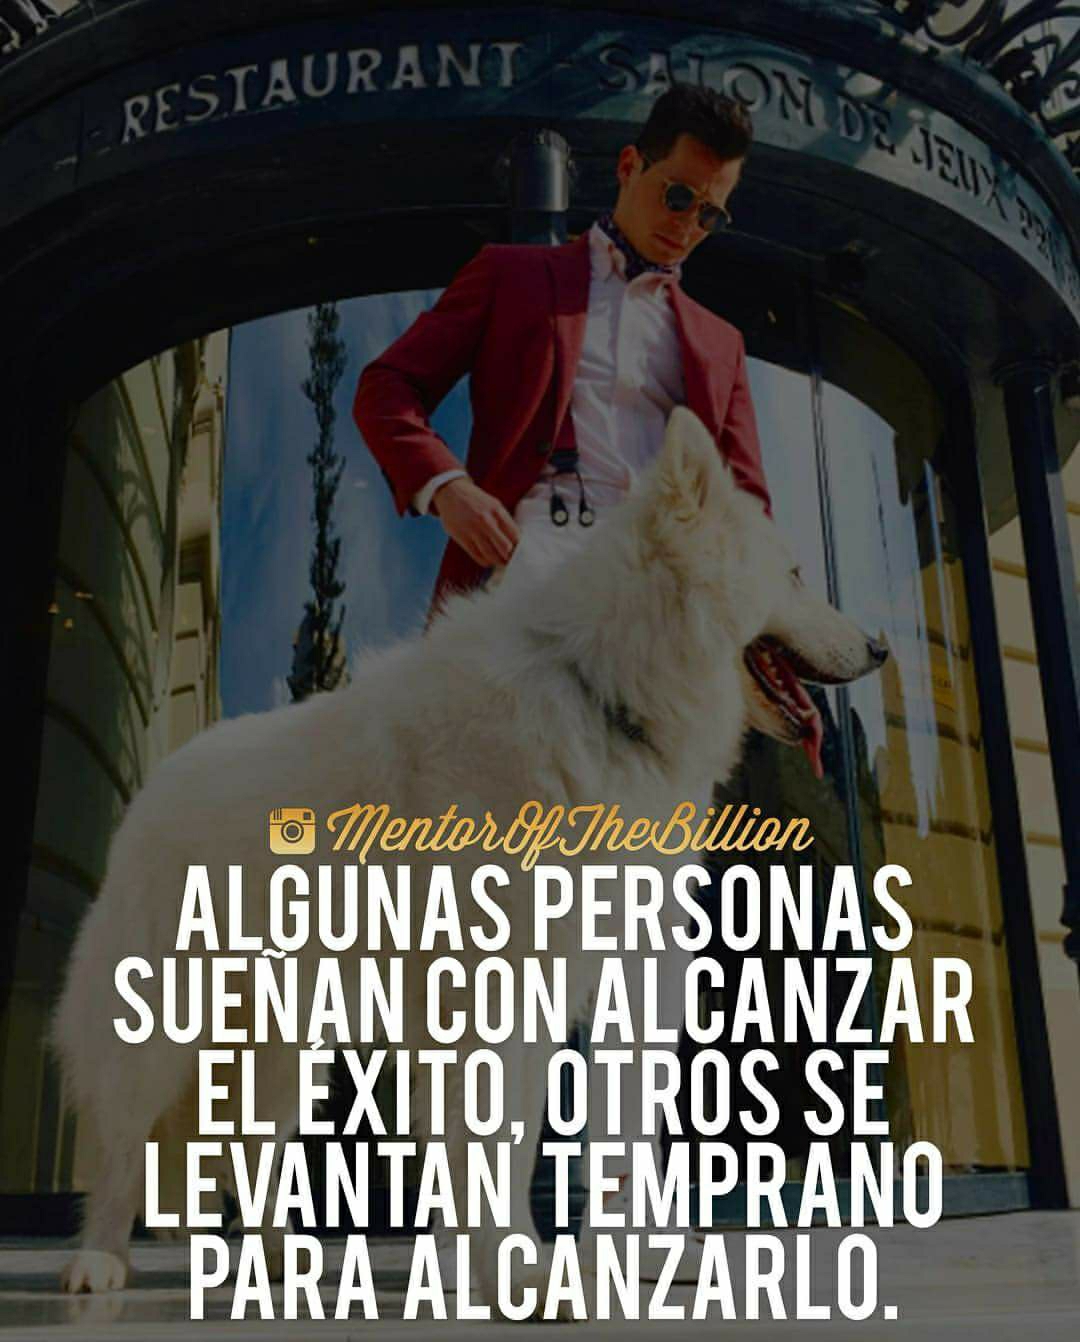 RESTAURANT - SALON DE JEUX
MentorOfTheBillion
ALGUNAS PERSONAS
SUEÑAN CON ALCANZAR
EL ÉXITO, OTROS SE
LEVANTAN TEMPRANO
PARA ALCANZARLO.